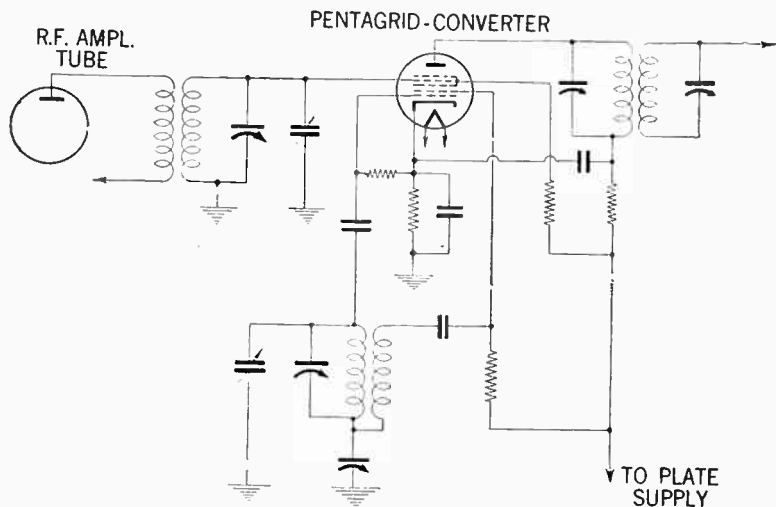 PENTAGRID-CONVERTER
R.F. AMPL.
TUBE
TO PLATE
SUPPLY